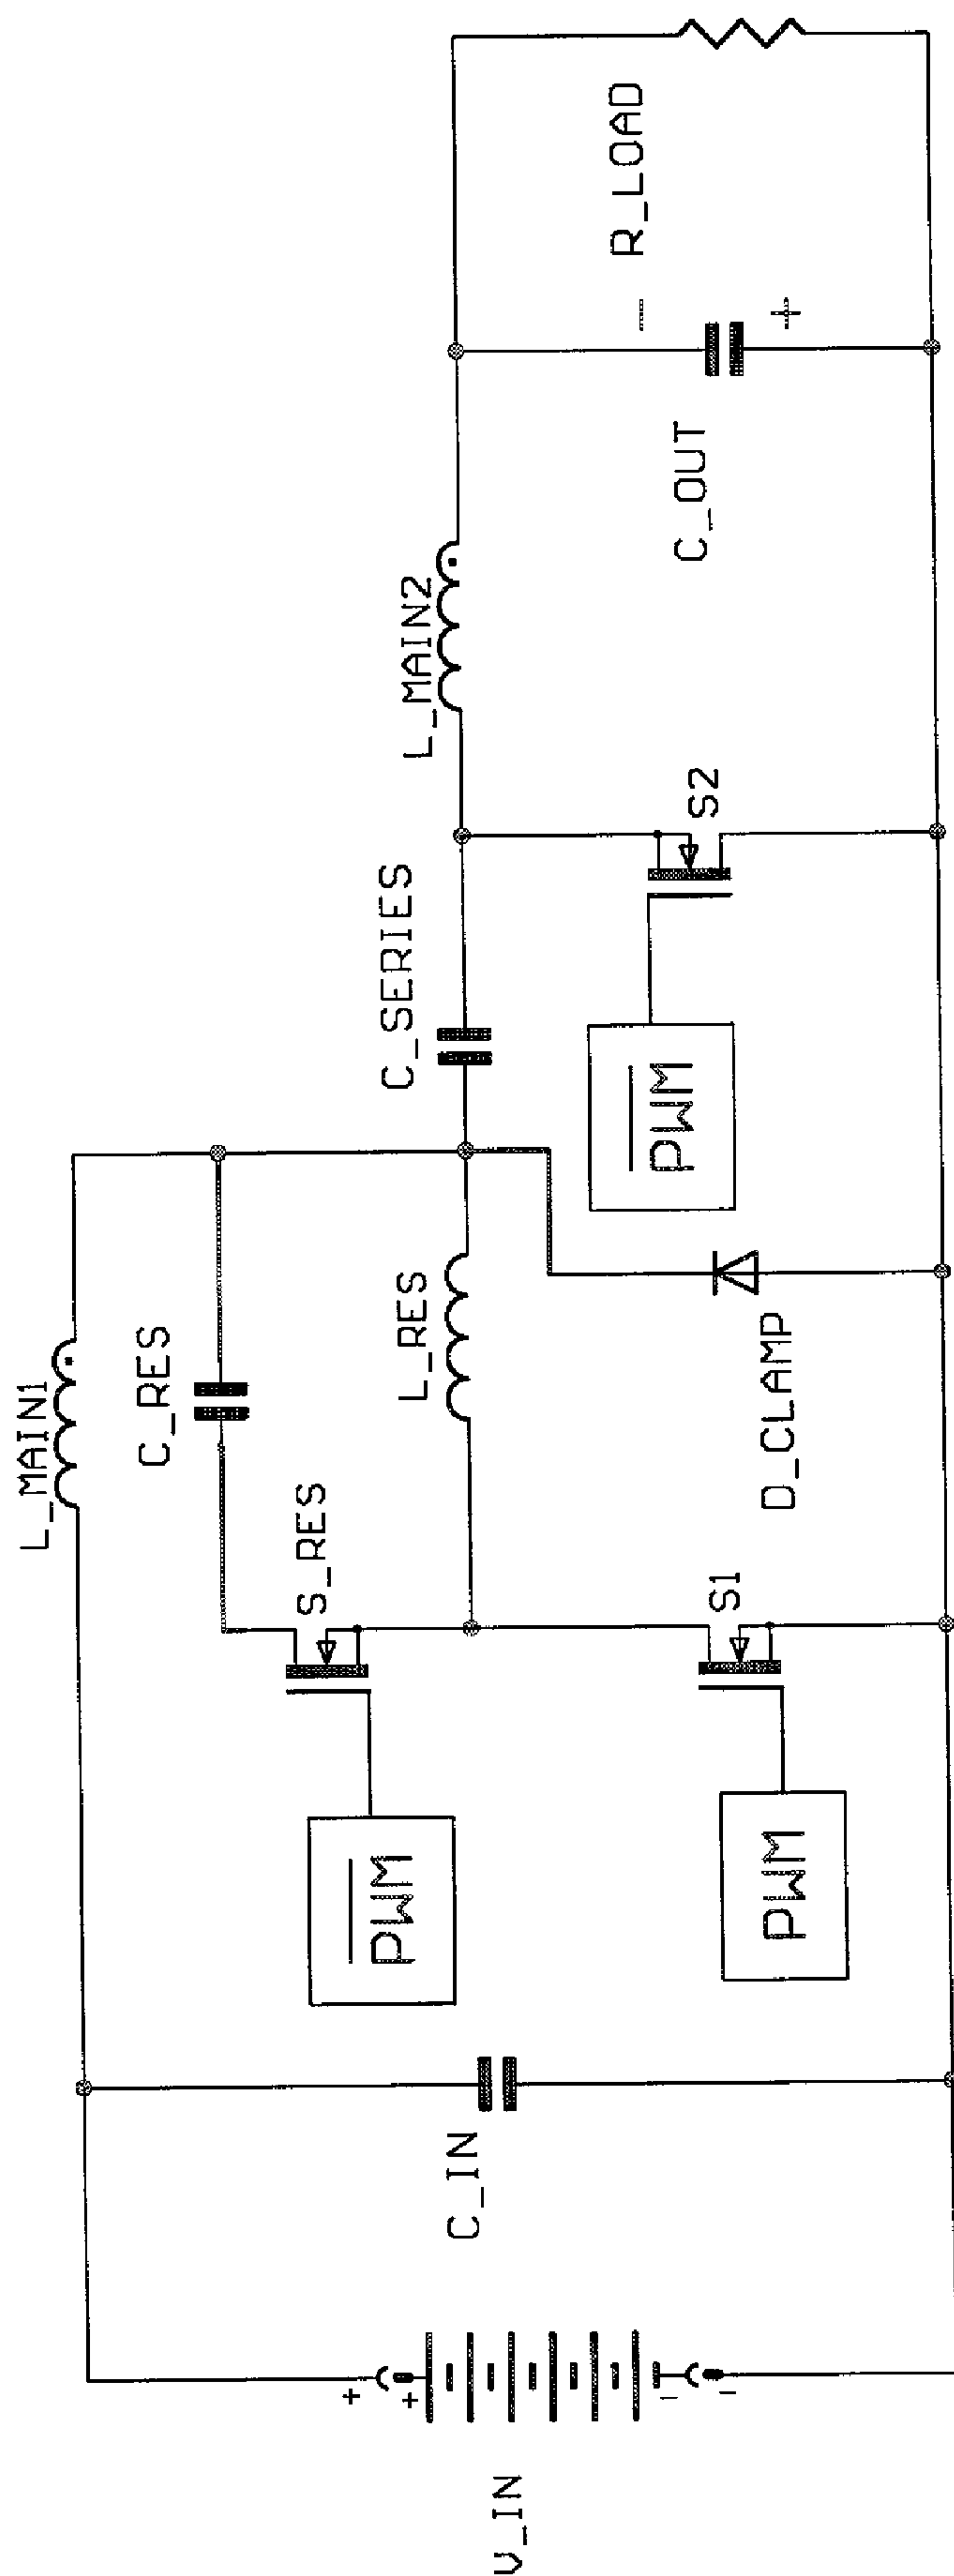 V_IN
+
+
-
-
C_IN
PWM
PWM
L_MAIN1
C_RES
S_RES
S1
L_RES
D_CLAMP
PWM
C_SERIES
S2
L_MAIN2
C_OUT
-
+
R_LOAD